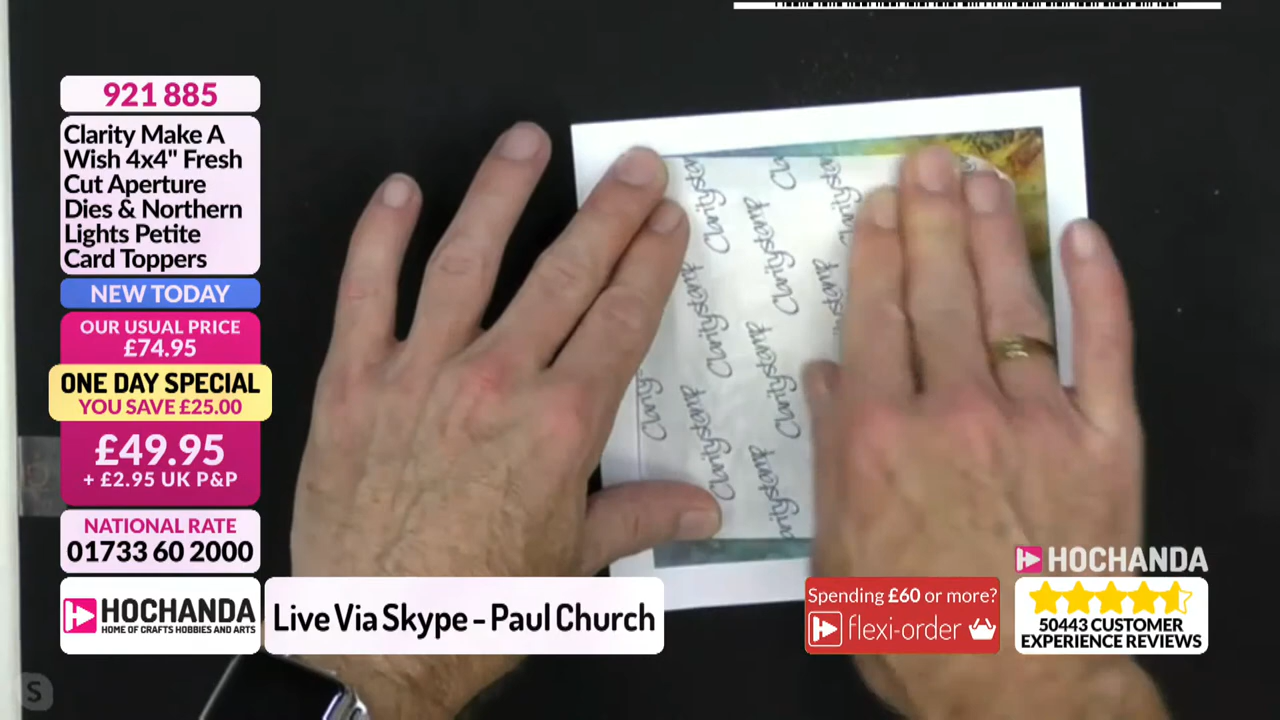 921 885
Clarity Make A
Wish 4x4" Fresh
Cut Aperture
Dies & Northern
Lights Petite
Card Toppers
NEW TODAY
OUR USUAL PRICE
£74.95
ONE DAY SPECIAL
YOU SAVE £25.00
£49.95
+ £2.95 UK P&P
NATIONAL RATE
01733 60 2000
HOCHANDA
HOME OF CRAFTS HOBBIES AND ARTS
Live Via Skype - Paul Church
Spending £60 or more?
flexi-order
HOCHANDA
50443 CUSTOMER
EXPERIENCE REVIEWS
Claritystamp
Claritystamp
Claritystamp
Claritystamp
Claritystamp
Claritystamp
S